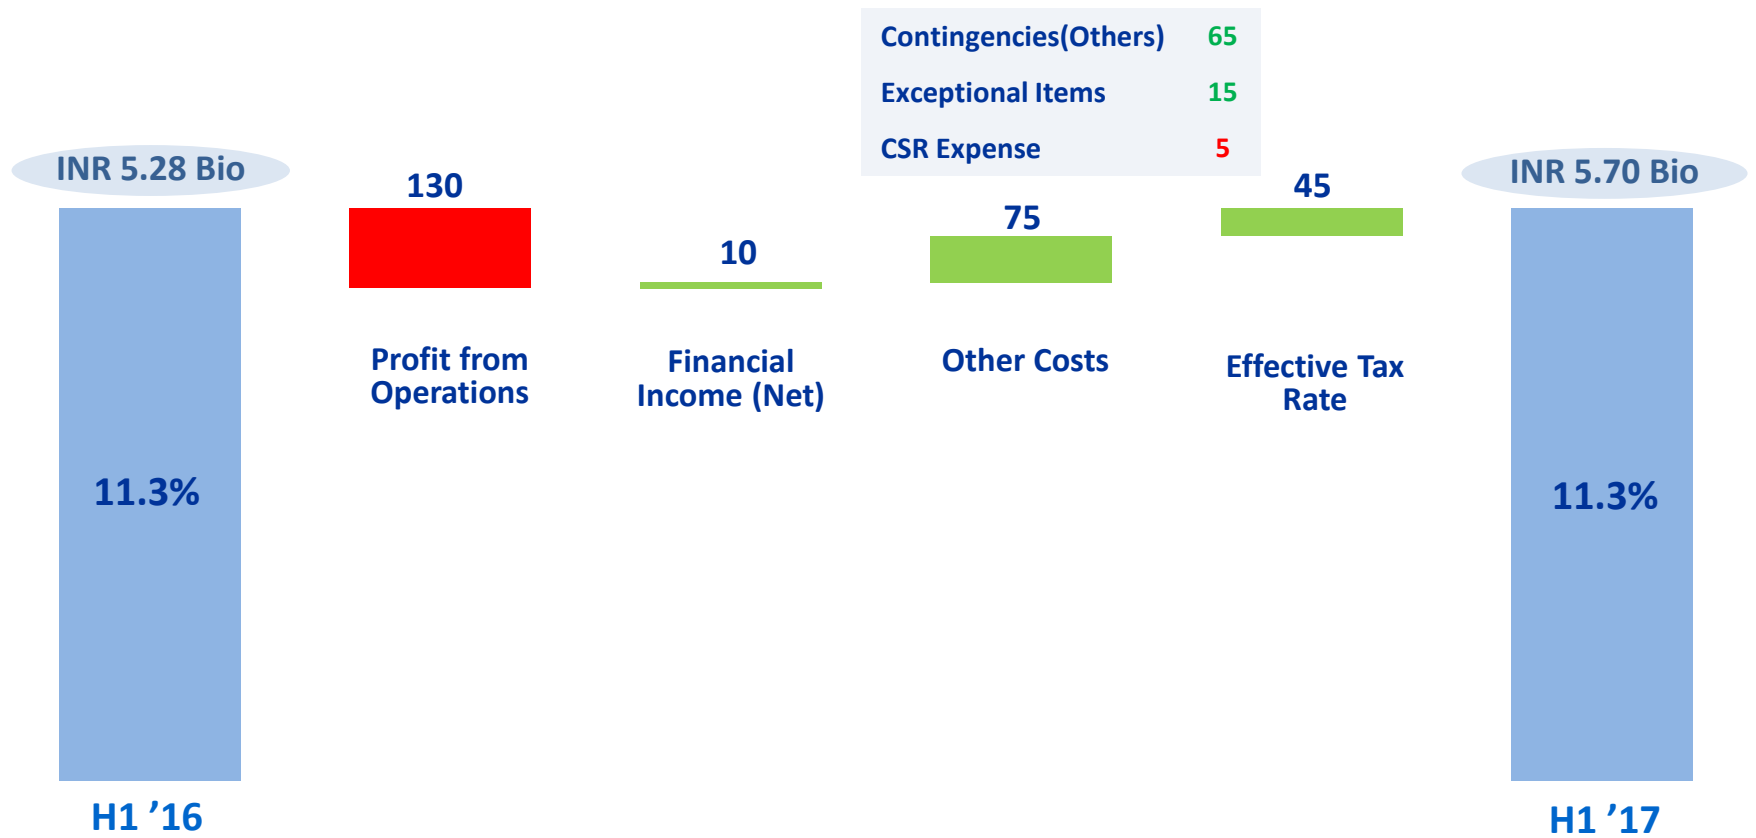 Contingencies(Others) 65
Exceptional Items 15
CSR Expense 5
INR 5.28 Bio
130
10
75
45
INR 5.70 Bio
Profit from
Operations
Financial
Income (Net)
Other Costs
Effective Tax
Rate
11.3%
11.3%
H1 ’16
H1 ’17